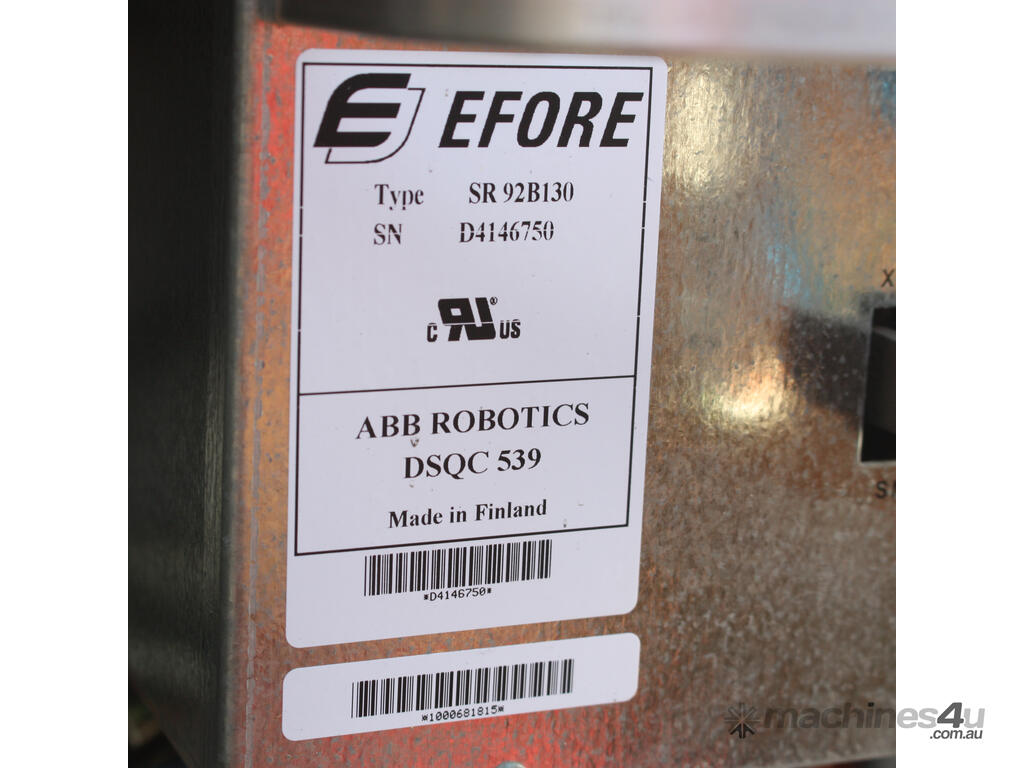 EFORE
Type SR 92B130
SN D4146750
C UL® US
ABB ROBOTICS
DSQC 539
Made in Finland
*D4146750*
*1000681815*
X
machines4u
.com.au